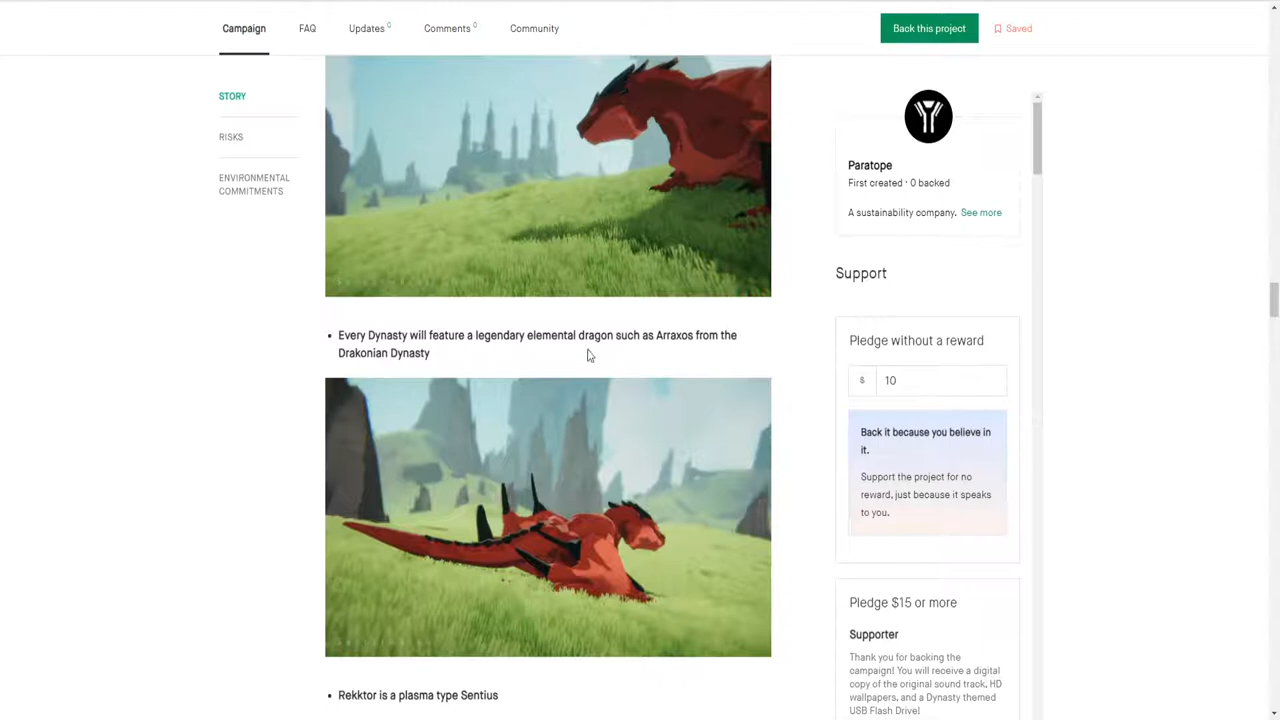 Campaign FAQ Updates 0 Comments 0 Community Back this project Saved
STORY
RISKS
ENVIRONMENTAL
COMMITMENTS
• Every Dynasty will feature a legendary elemental dragon such as Arraxos from the
Drakonian Dynasty
• Rekktor is a plasma type Sentius
Paratope
First created · 0 backed
A sustainability company. See more
Support
Pledge without a reward
$ 10
Back it because you believe in
it.
Support the project for no
reward, just because it speaks
to you.
Pledge $15 or more
Supporter
Thank you for backing the
campaign! You will receive a digital
copy of the original sound track, HD
wallpapers, and a Dynasty themed
USB Flash Drive!